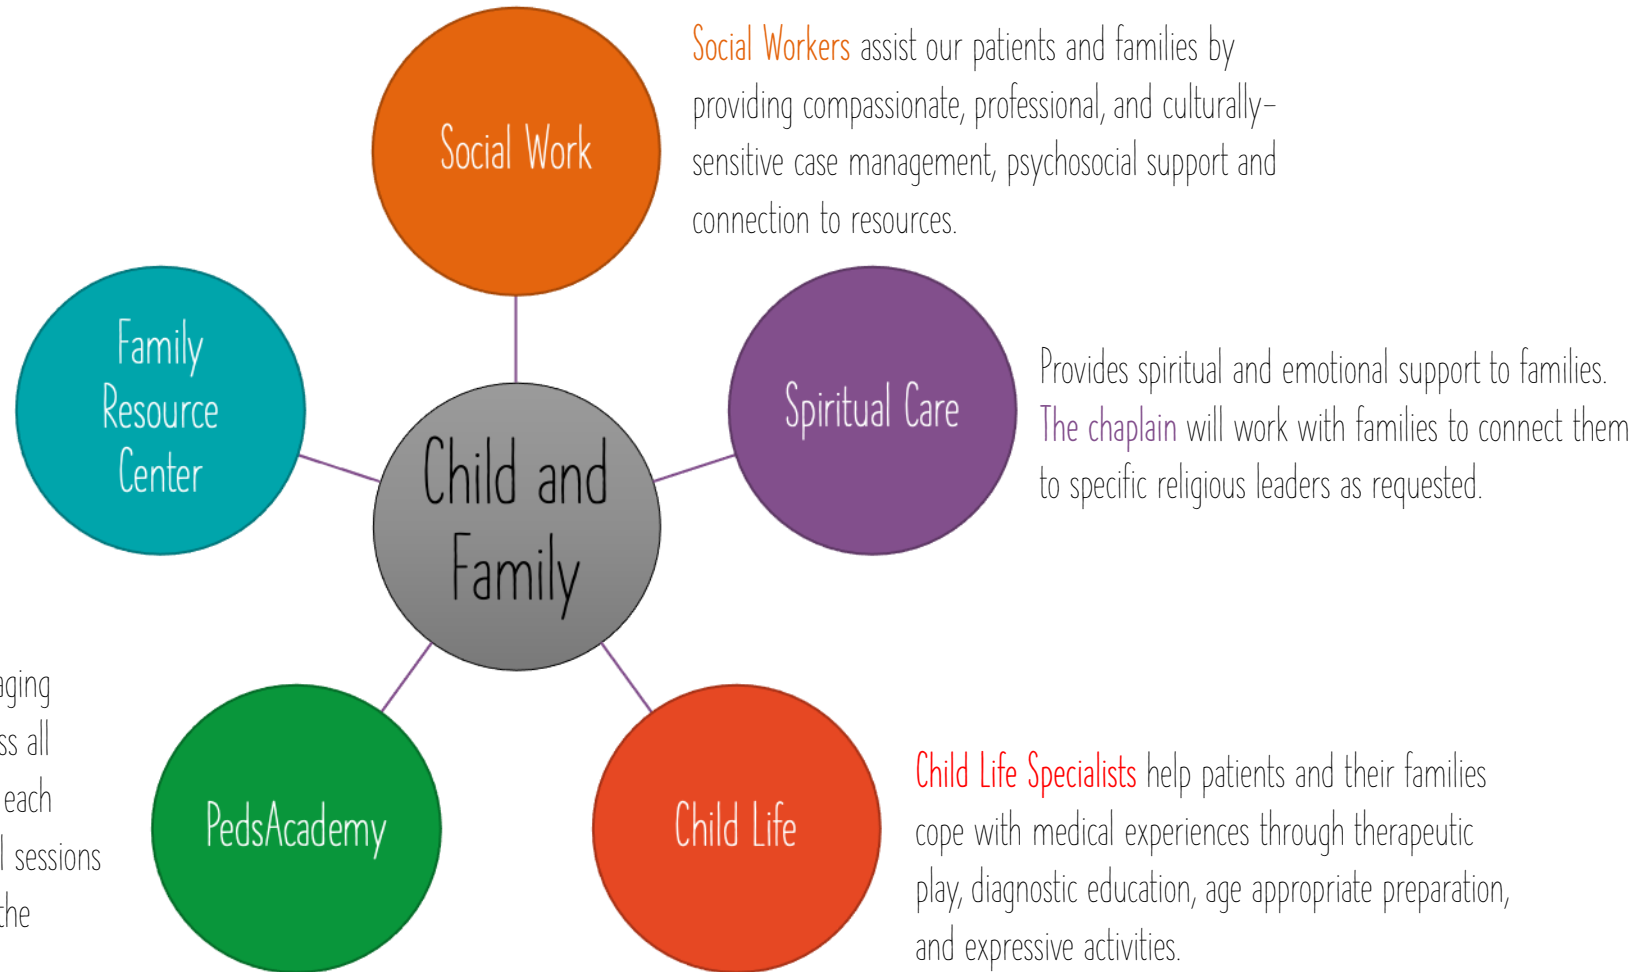 Social Work
Social Workers assist our patients and families by
providing compassionate, professional, and culturally-
sensitive case management, psychosocial support and
connection to resources.
Family
Resource
Center
Spiritual Care
Provides spiritual and emotional support to families.
The chaplain will work with families to connect them
to specific religious leaders as requested.
Child and
Family
all
each
sessions
the
PedsAcademy
Child Life
Child Life Specialists help patients and their families
cope with medical experiences through therapeutic
play, diagnostic education, age appropriate preparation,
and expressive activities.